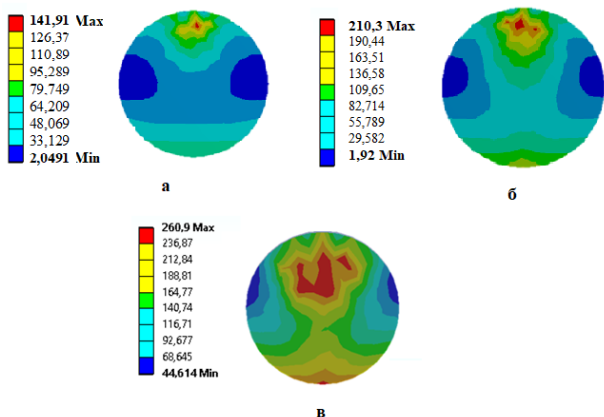 141,91 Max
126,37
110,89
95,289
79,749
64,209
48,069
33,129
2,0491 Min
а
210,3 Max
190,44
163,51
136,58
109,65
82,714
55,789
29,582
1,92 Min
б
260,9 Max
236,87
212,84
188,81
164,77
140,74
116,71
92,677
68,645
44,614 Min
в